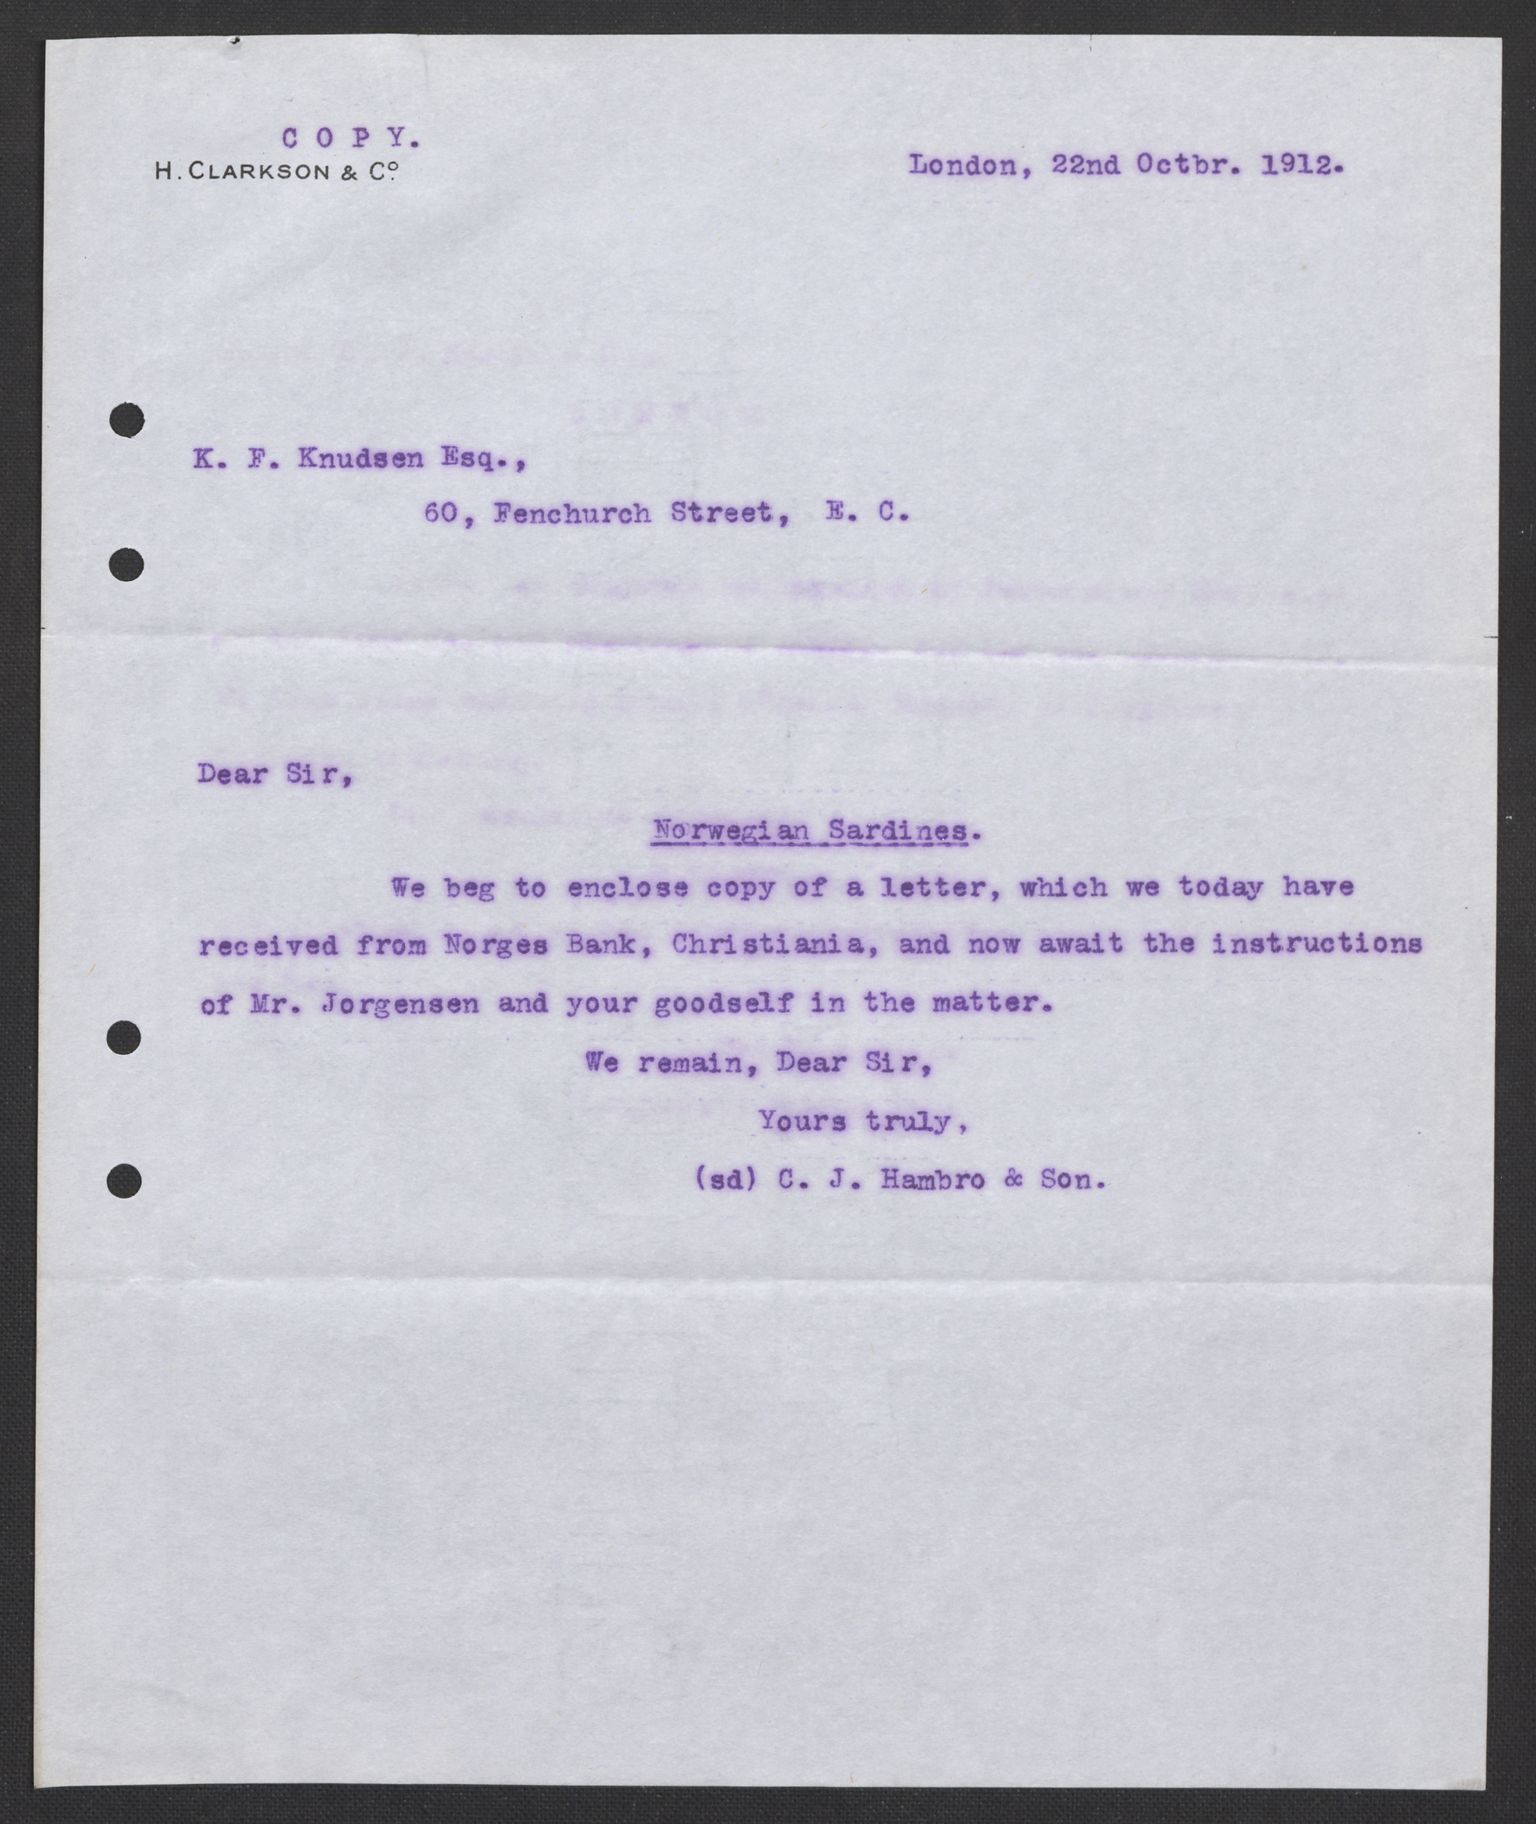 COPY.
H. CLARKSON & Cº.
London, 22nd Octbr. 1912.
K. F. Knudsen Esq.,
60, Fenchurch Street, E. C.
Dear Sir,
Norwegian Sardines.
We beg to enclose copy of a letter, which we today have
received from Norges Bank, Christiania, and now await the instructions
of Mr. Jorgensen and your goodself in the matter.
We remain, Dear Sir,
Yours truly,
(sd) C. J. Hambro & Son.